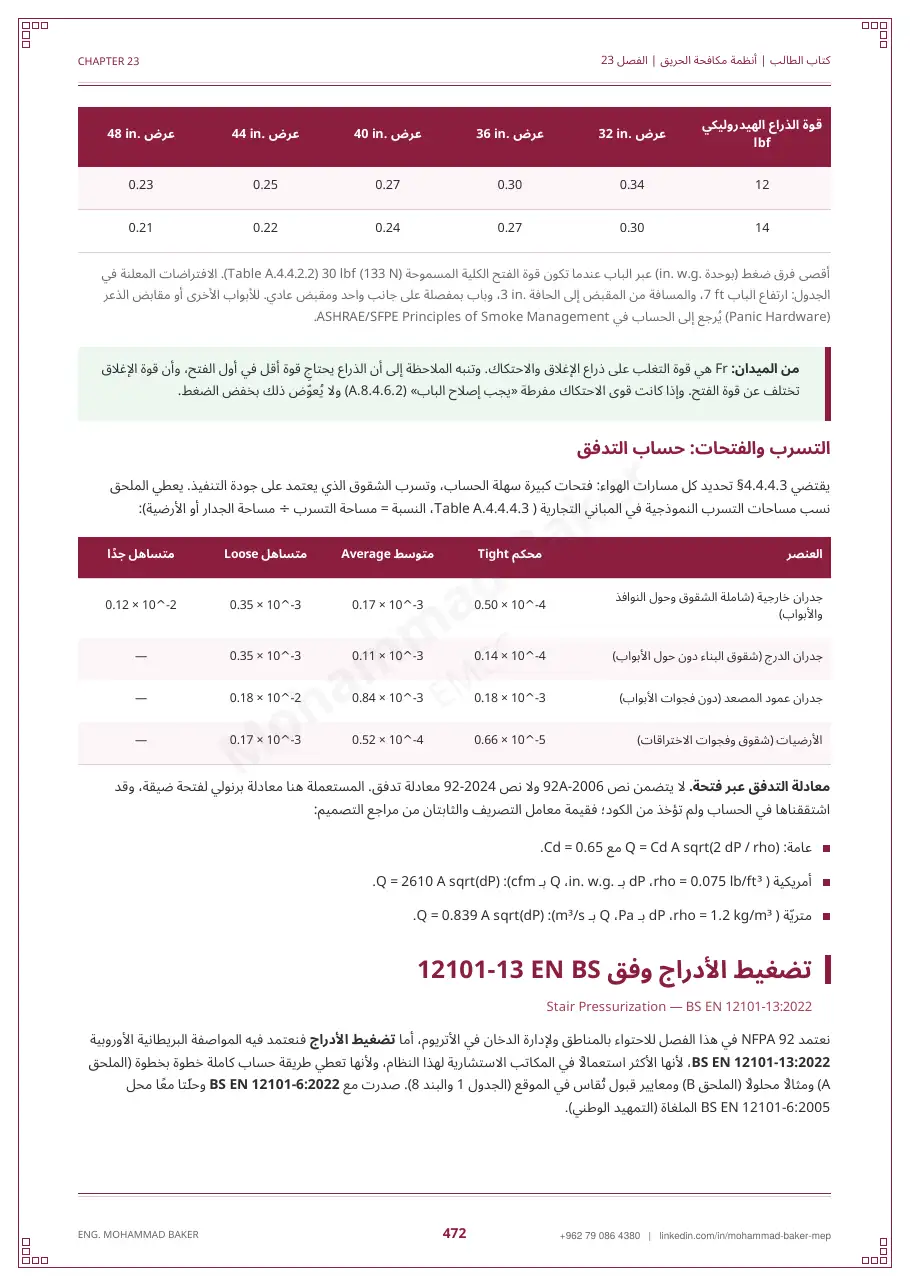 كتاب الطالب | أنظمة مكافحة الحريق | الفصل 23
CHAPTER 23
قوة الذراع الهيدروليكي lbf | عرض .32 in | عرض .36 in | عرض .40 in | عرض .44 in | عرض .48 in
12 | 0.34 | 0.30 | 0.27 | 0.25 | 0.23
14 | 0.30 | 0.27 | 0.24 | 0.22 | 0.21
أقصى فرق ضغط (بوحدة .in. w.g) عبر الباب عندما تكون قوة الفتح الكلية المسموحة 30 lbf (133 N) (Table A.4.4.2.2). الافتراضات المعلنة في
الجدول: ارتفاع الباب 7 ft، والمسافة من المقبض إلى الحافة .3 in، وباب بمفصلة على جانب واحد ومقبض عادي. للأبواب الأخرى أو مقابض الذعر
(Panic Hardware) يُرجع إلى الحساب في ASHRAE/SFPE Principles of Smoke Management.
من الميدان: Fr هي قوة التغلب على ذراع الإغلاق والاحتكاك. وتنبه الملاحظة إلى أن الذراع يحتاج قوة أقل في أول الفتح، وأن قوة الإغلاق
تختلف عن قوة الفتح. وإذا كانت قوى الاحتكاك مفرطة «يجب إصلاح الباب» (A.8.4.6.2) ولا يُعوَّض ذلك بخفض الضغط.
التسرب والفتحات: حساب التدفق
يقتضي §4.4.4.3 تحديد كل مسارات الهواء: فتحات كبيرة سهلة الحساب، وتسرب الشقوق الذي يعتمد على جودة التنفيذ. يعطي الملحق
نسب مساحات التسرب النموذجية في المباني التجارية ( Table A.4.4.4.3، النسبة = مساحة التسرب ÷ مساحة الجدار أو الأرضية):
العنصر | محكم Tight | متوسط Average | متساهل Loose | متساهل جدًا
جدران خارجية (شاملة الشقوق وحول النوافذ
والأبواب) | 0.50 × 10^-4 | 0.17 × 10^-3 | 0.35 × 10^-3 | 0.12 × 10^-2
جدران الدرج (شقوق البناء دون حول الأبواب) | 0.14 × 10^-4 | 0.11 × 10^-3 | 0.35 × 10^-3 | —
جدران عمود المصعد (دون فجوات الأبواب) | 0.18 × 10^-3 | 0.84 × 10^-3 | 0.18 × 10^-2 | —
الأرضيات (شقوق وفجوات الاختراقات) | 0.66 × 10^-5 | 0.52 × 10^-4 | 0.17 × 10^-3 | —
معادلة التدفق عبر فتحة. لا يتضمن نص 92A-2006 ولا نص 92-2024 معادلة تدفق. المستعملة هنا معادلة برنولي لفتحة ضيقة، وقد
اشتققناها في الحساب ولم تؤخذ من الكود؛ فقيمة معامل التصريف والثابتان من مراجع التصميم:
عامة: Q = Cd A sqrt(2 dP / rho) مع Cd = 0.65.
أمريكية ( rho = 0.075 lb/ft³، dP بـ .in. w.g، Q بـ cfm): Q = 2610 A sqrt(dP).
متريّة ( rho = 1.2 kg/m³، dP بـ Pa، Q بـ m³/s): Q = 0.839 A sqrt(dP).
تضغيط الأدراج وفق BS EN 12101-13
Stair Pressurization — BS EN 12101-13:2022
نعتمد NFPA 92 في هذا الفصل للاحتواء بالمناطق ولإدارة الدخان في الأتريوم، أما تضغيط الأدراج فنعتمد فيه المواصفة البريطانية الأوروبية
BS EN 12101-13:2022، لأنها الأكثر استعمالًا في المكاتب الاستشارية لهذا النظام، ولأنها تعطي طريقة حساب كاملة خطوة بخطوة (الملحق
A) ومثالًا محلولًا (الملحق B) ومعايير قبول تُقاس في الموقع (الجدول 1 والبند 8). صدرت مع BS EN 12101-6:2022 وحلّتا معًا محل
BS EN 12101-6:2005 الملغاة (التمهيد الوطني).
Mohammad Baker
EMEC
ENG. MOHAMMAD BAKER
472
+962 79 086 4380 | linkedin.com/in/mohammad-baker-mep